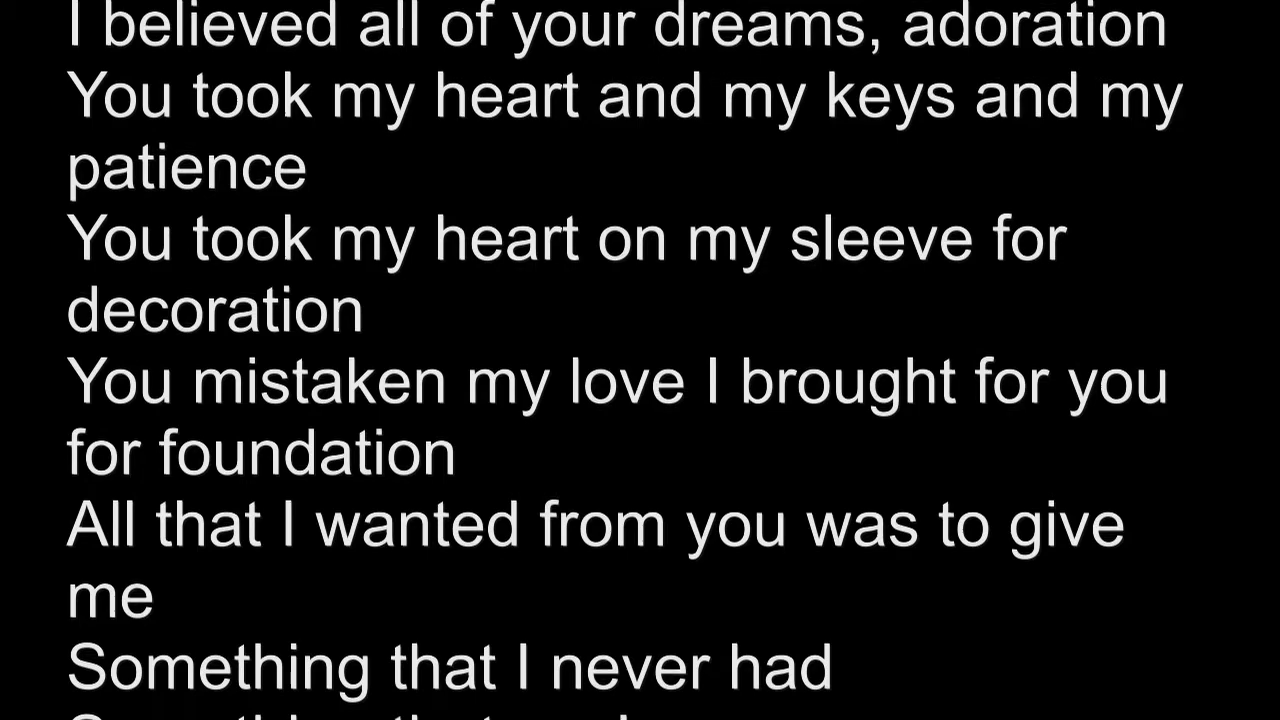 I believed all of your dreams, adoration
You took my heart and my keys and my
patience
You took my heart on my sleeve for
decoration
You mistaken my love I brought for you
for foundation
All that I wanted from you was to give
me
Something that I never had